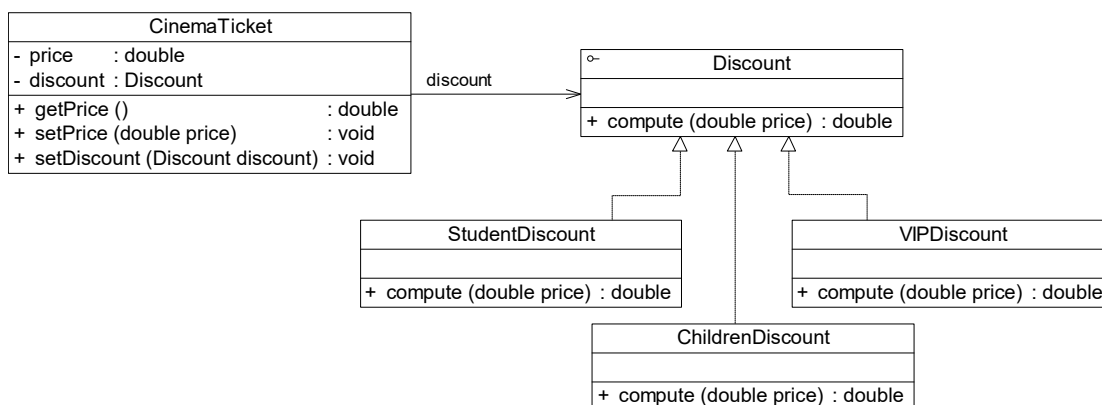 CinemaTicket
- price : double
- discount : Discount
+ getPrice () : double
+ setPrice (double price) : void
+ setDiscount (Discount discount) : void
discount
Discount
+ compute (double price) : double
StudentDiscount
+ compute (double price) : double
VIPDiscount
+ compute (double price) : double
ChildrenDiscount
+ compute (double price) : double